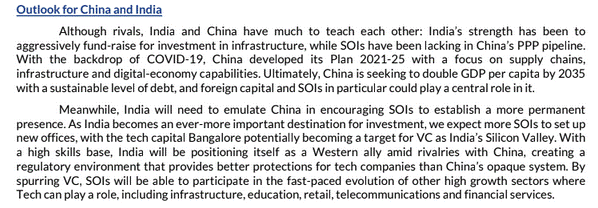 Outlook for China and India
Although rivals, India and China have much to teach each other: India's strength has been to
aggressively fund-raise for investment in infrastructure, while SOIs have been lacking in China's PPP pipeline.
With the backdrop of COVID-19, China developed its Plan 2021-25 with a focus on supply chains,
infrastructure and digital-economy capabilities. Ultimately, China is seeking to double GDP per capita by 2035
with a sustainable level of debt, and foreign capital and SOIs in particular could play a central role in it.
Meanwhile, India will need to emulate China in encouraging SOIs to establish a more permanent
presence. As India becomes an ever-more important destination for investment, we expect more SOIs to set up
new offices, with the tech capital Bangalore potentially becoming a target for VC as India's Silicon Valley. With
a high skills base, India will be positioning itself as a Western ally amid rivalries with China, creating a
regulatory environment that provides better protections for tech companies than China's opaque system. By
spurring VC, SOIs will be able to participate in the fast-paced evolution of other high growth sectors where
Tech can play a role, including infrastructure, education, retail, telecommunications and financial services.